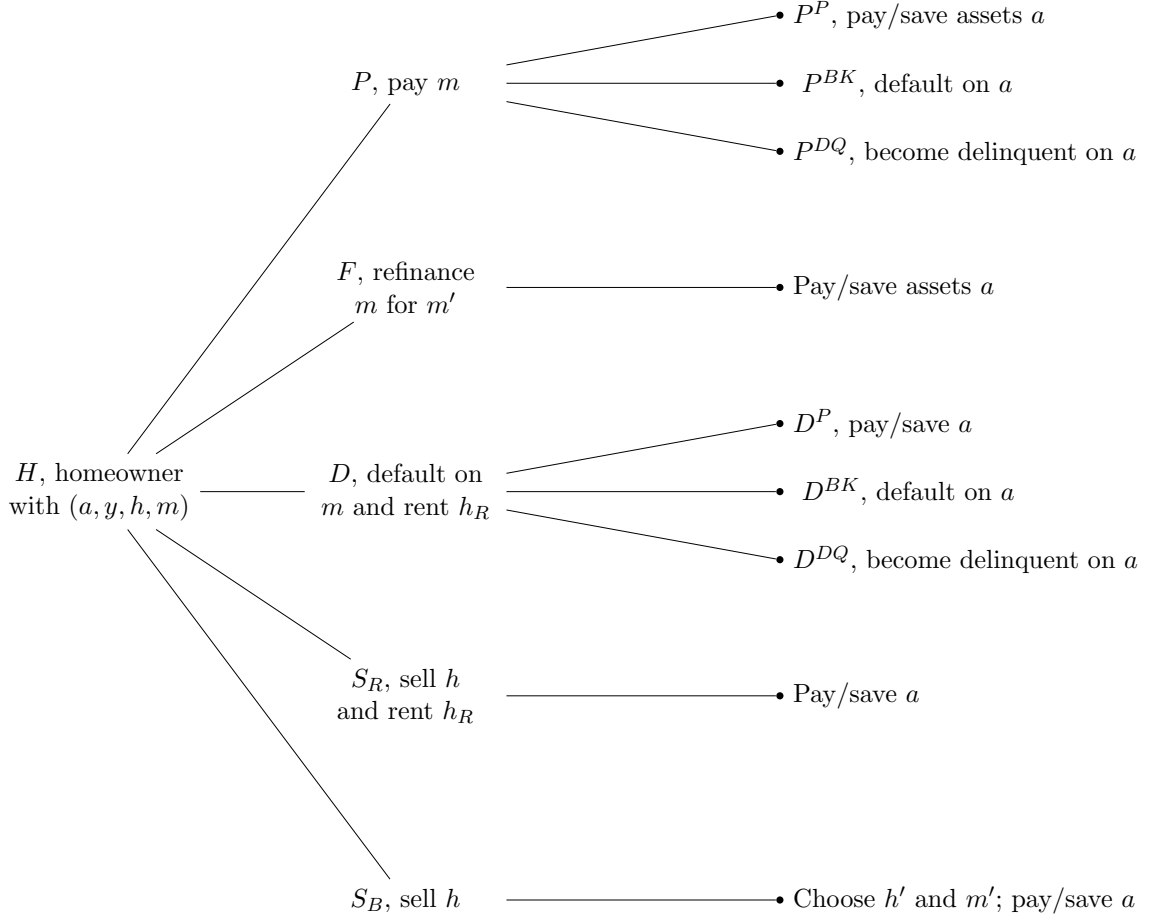 P^P, pay/save assets a
P, pay m
P^{BK}, default on a
P^{DQ}, become delinquent on a
F, refinance
m for m′
Pay/save assets a
D^P, pay/save a
H, homeowner
with (a, y, h, m)
D, default on
m and rent h_R
D^{BK}, default on a
D^{DQ}, become delinquent on a
S_R, sell h
and rent h_R
Pay/save a
S_B, sell h
Choose h′ and m′; pay/save a